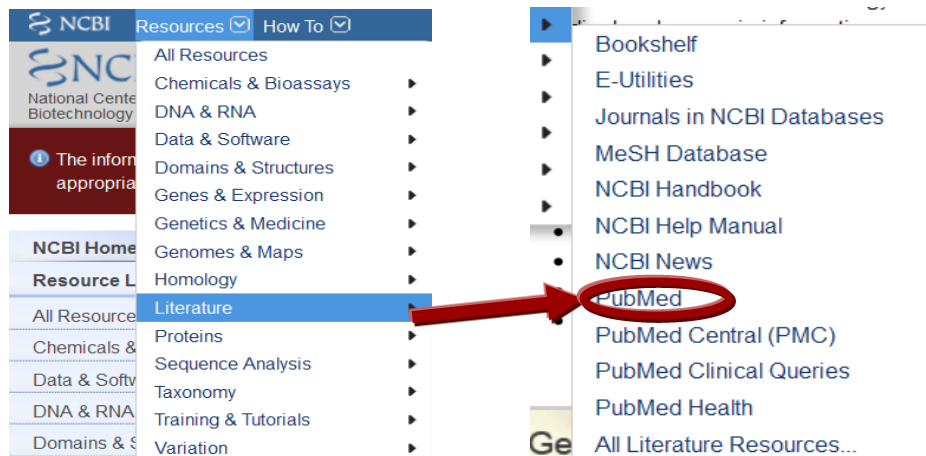 NCBI Resources How To
NC
National Cente
Biotechnology
The inforn
appropria
NCBI Home
Resource L
All Resource
Chemicals &
Data & Softw
DNA & RNA
Domains & S
All Resources
Chemicals & Bioassays
DNA & RNA
Data & Software
Domains & Structures
Genes & Expression
Genetics & Medicine
Genomes & Maps
Homology
Literature
Proteins
Sequence Analysis
Taxonomy
Training & Tutorials
Variation
Bookshelf
E-Utilities
Journals in NCBI Databases
MeSH Database
NCBI Handbook
NCBI Help Manual
NCBI News
PubMed
PubMed Central (PMC)
PubMed Clinical Queries
PubMed Health
All Literature Resources...
Ge